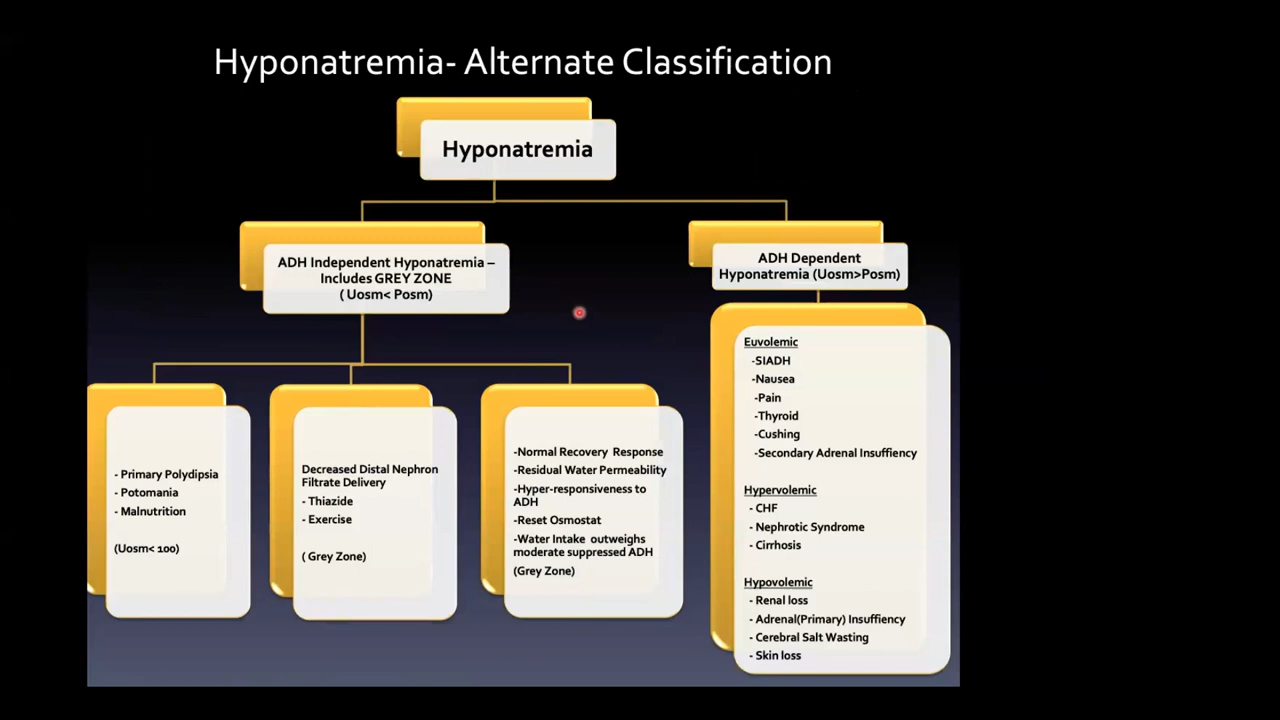 Hyponatremia- Alternate Classification
Hyponatremia
ADH Independent Hyponatremia –
Includes GREY ZONE
( Uosm< Posm)
ADH Dependent
Hyponatremia (Uosm>Posm)
- Primary Polydipsia
- Potomania
- Malnutrition
(Uosm< 100)
Decreased Distal Nephron
Filtrate Delivery
- Thiazide
- Exercise
( Grey Zone)
-Normal Recovery Response
-Residual Water Permeability
-Hyper-responsiveness to
ADH
-Reset Osmostat
-Water Intake outweighs
moderate suppressed ADH
(Grey Zone)
Euvolemic
-SIADH
-Nausea
-Pain
-Thyroid
-Cushing
-Secondary Adrenal Insuffiency
Hypervolemic
- CHF
- Nephrotic Syndrome
- Cirrhosis
Hypovolemic
- Renal loss
- Adrenal(Primary) Insuffiency
- Cerebral Salt Wasting
- Skin loss